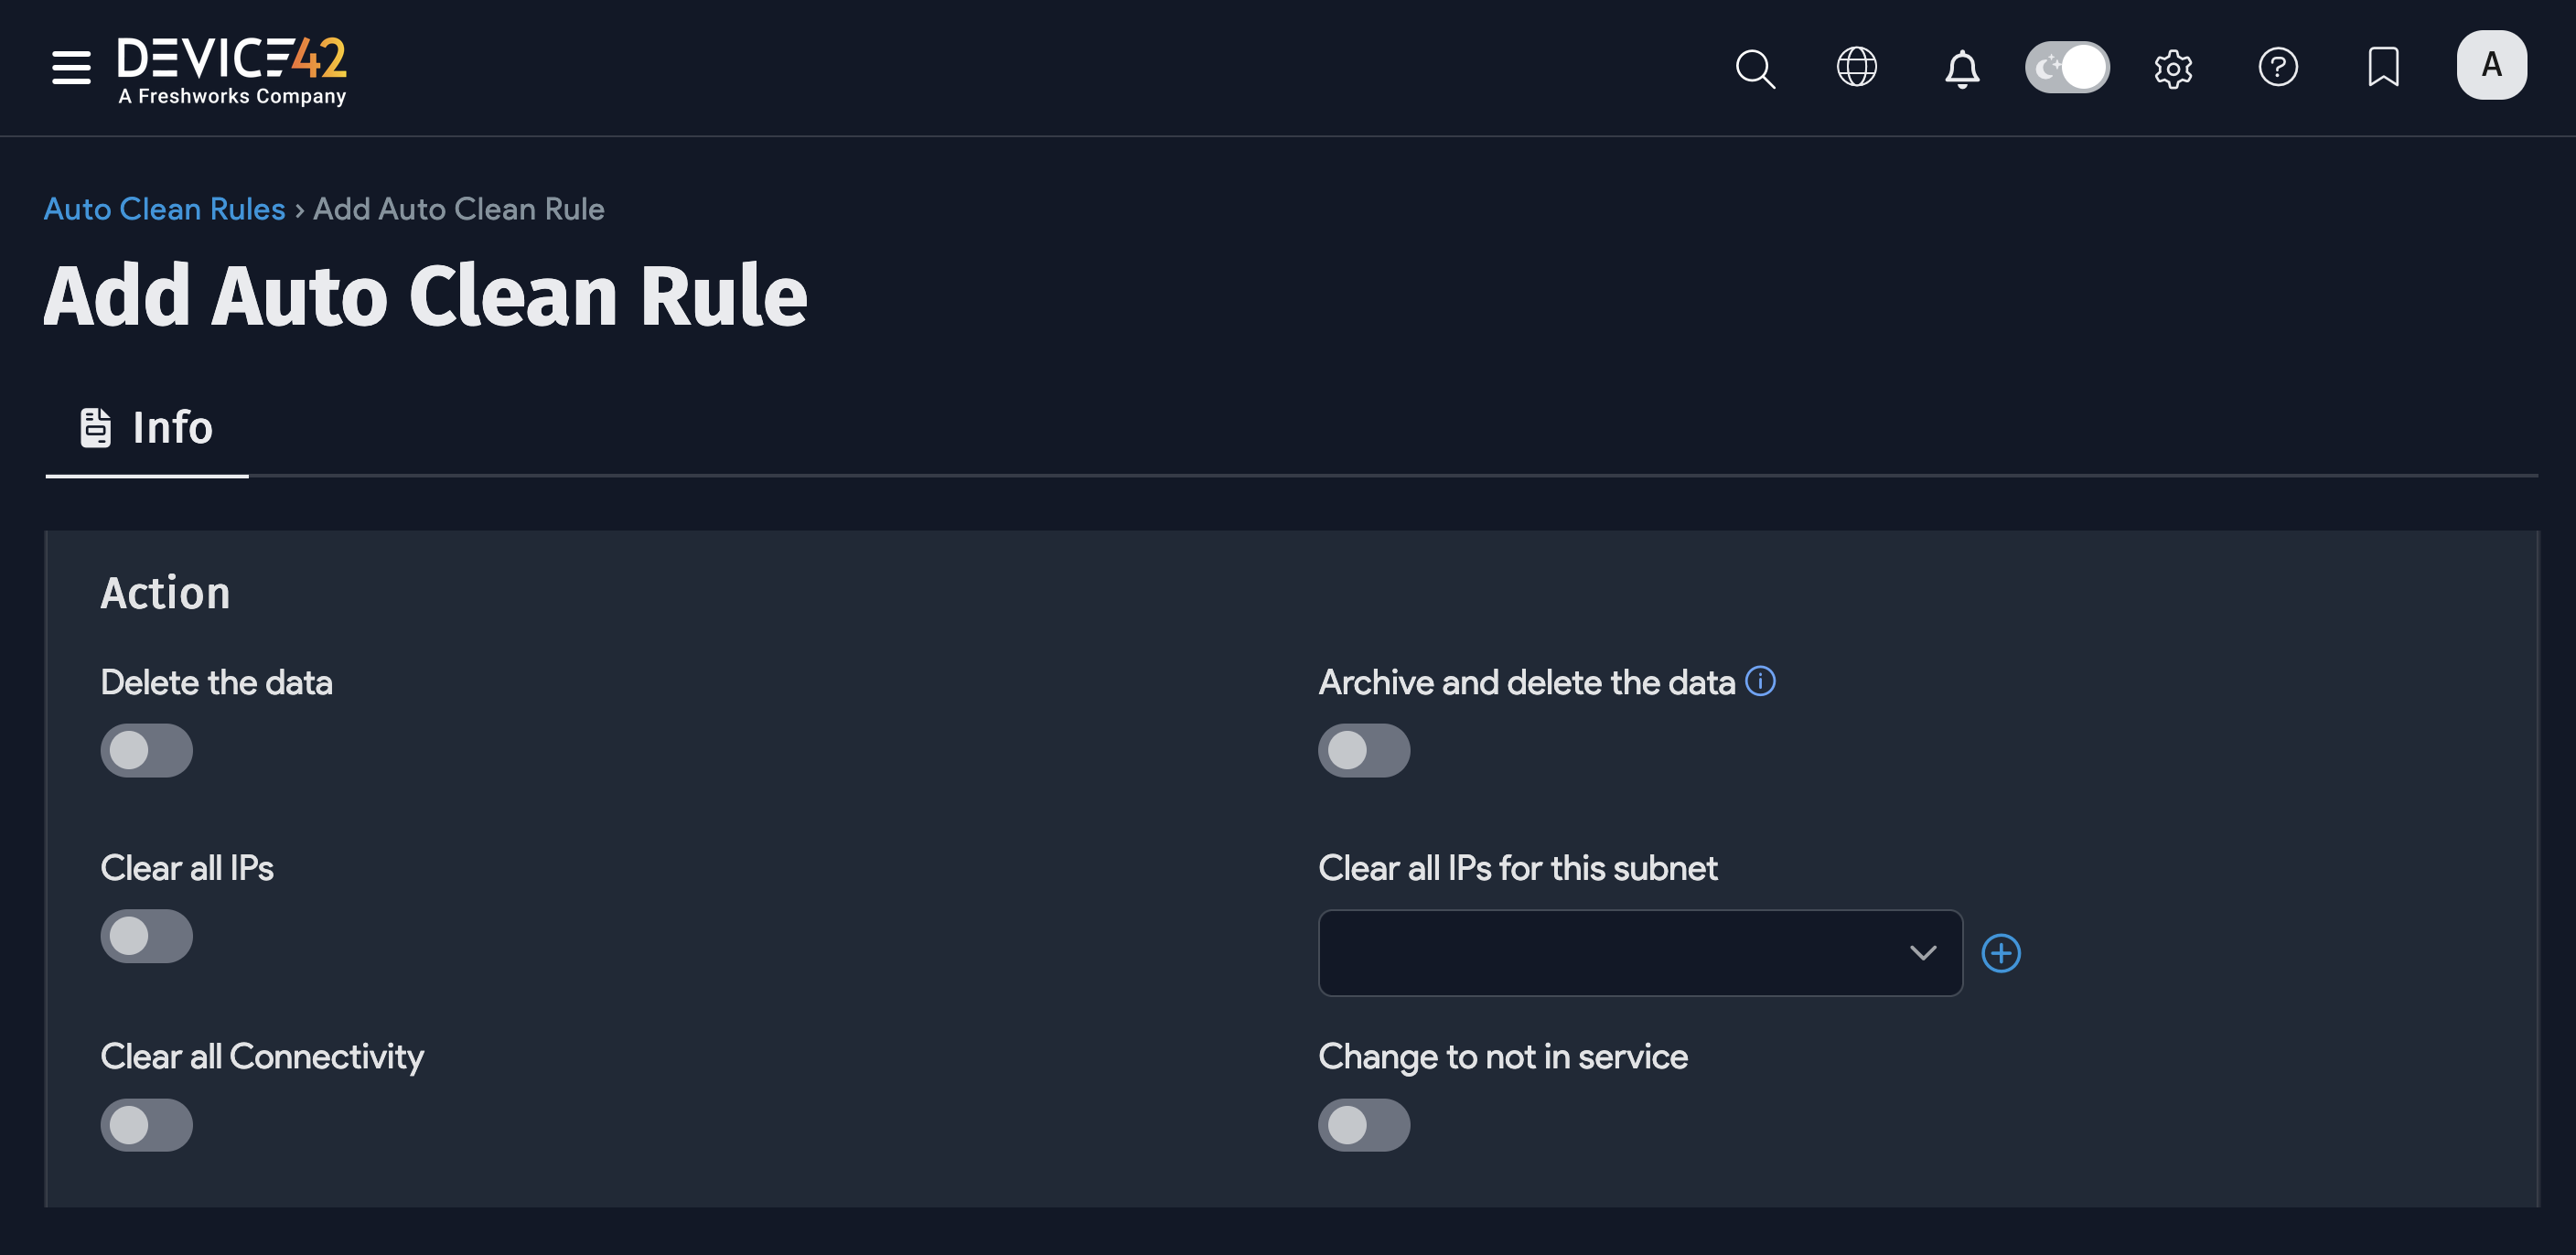 DEVICE42
A Freshworks Company
A
Auto Clean Rules › Add Auto Clean Rule
Add Auto Clean Rule
Info
Action
Delete the data
Archive and delete the data
Clear all IPs
Clear all IPs for this subnet
Clear all Connectivity
Change to not in service